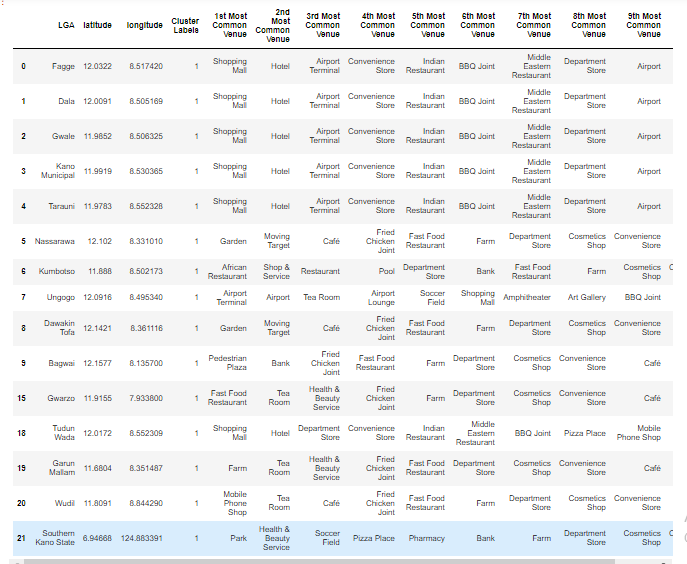 LGA latitude longitude Cluster Labels 1st Most Common Venue 2nd Most Common Venue 3rd Most Common Venue 4th Most Common Venue 5th Most Common Venue 6th Most Common Venue 7th Most Common Venue 8th Most Common Venue 9th Most Common Venue
0 Fagge 12.0322 8.517420 1 Shopping Mall Hotel Airport Terminal Convenience Store Indian Restaurant BBQ Joint Middle Eastern Restaurant Department Store Airport
1 Dala 12.0091 8.505169 1 Shopping Mall Hotel Airport Terminal Convenience Store Indian Restaurant BBQ Joint Middle Eastern Restaurant Department Store Airport
2 Gwale 11.9852 8.506325 1 Shopping Mall Hotel Airport Terminal Convenience Store Indian Restaurant BBQ Joint Middle Eastern Restaurant Department Store Airport
3 Kano Municipal 11.9919 8.530365 1 Shopping Mall Hotel Airport Terminal Convenience Store Indian Restaurant BBQ Joint Middle Eastern Restaurant Department Store Airport
4 Tarauni 11.9783 8.552328 1 Shopping Mall Hotel Airport Terminal Convenience Store Indian Restaurant BBQ Joint Middle Eastern Restaurant Department Store Airport
5 Nassarawa 12.102 8.331010 1 Garden Moving Target Café Fried Chicken Joint Fast Food Restaurant Farm Department Store Cosmetics Shop Convenience Store
6 Kumbotso 11.888 8.502173 1 African Restaurant Shop & Service Restaurant Pool Department Store Bank Fast Food Restaurant Farm Cosmetics Shop C
7 Ungogo 12.0916 8.495340 1 Airport Terminal Airport Tea Room Airport Lounge Soccer Field Shopping Mall Amphitheater Art Gallery BBQ Joint
8 Dawakin Tofa 12.1421 8.361116 1 Garden Moving Target Café Fried Chicken Joint Fast Food Restaurant Farm Department Store Cosmetics Shop Convenience Store
9 Bagwai 12.1577 8.135700 1 Pedestrian Plaza Bank Fried Chicken Joint Fast Food Restaurant Farm Department Store Cosmetics Shop Convenience Store Café
15 Gwarzo 11.9155 7.933800 1 Fast Food Restaurant Tea Room Health & Beauty Service Fried Chicken Joint Farm Department Store Cosmetics Shop Convenience Store Café
18 Tudun Wada 12.0172 8.552309 1 Shopping Mall Hotel Department Store Convenience Store Indian Restaurant Middle Eastern Restaurant BBQ Joint Pizza Place Mobile Phone Shop
19 Garun Mallam 11.6804 8.351487 1 Farm Tea Room Health & Beauty Service Fried Chicken Joint Fast Food Restaurant Department Store Cosmetics Shop Convenience Store Café
20 Wudil 11.8091 8.844290 1 Mobile Phone Shop Tea Room Café Fried Chicken Joint Fast Food Restaurant Farm Department Store Cosmetics Shop Convenience Store
21 Southern Kano State 6.94668 124.883391 1 Park Health & Beauty Service Soccer Field Pizza Place Pharmacy Bank Farm Department Store Cosmetics Shop C